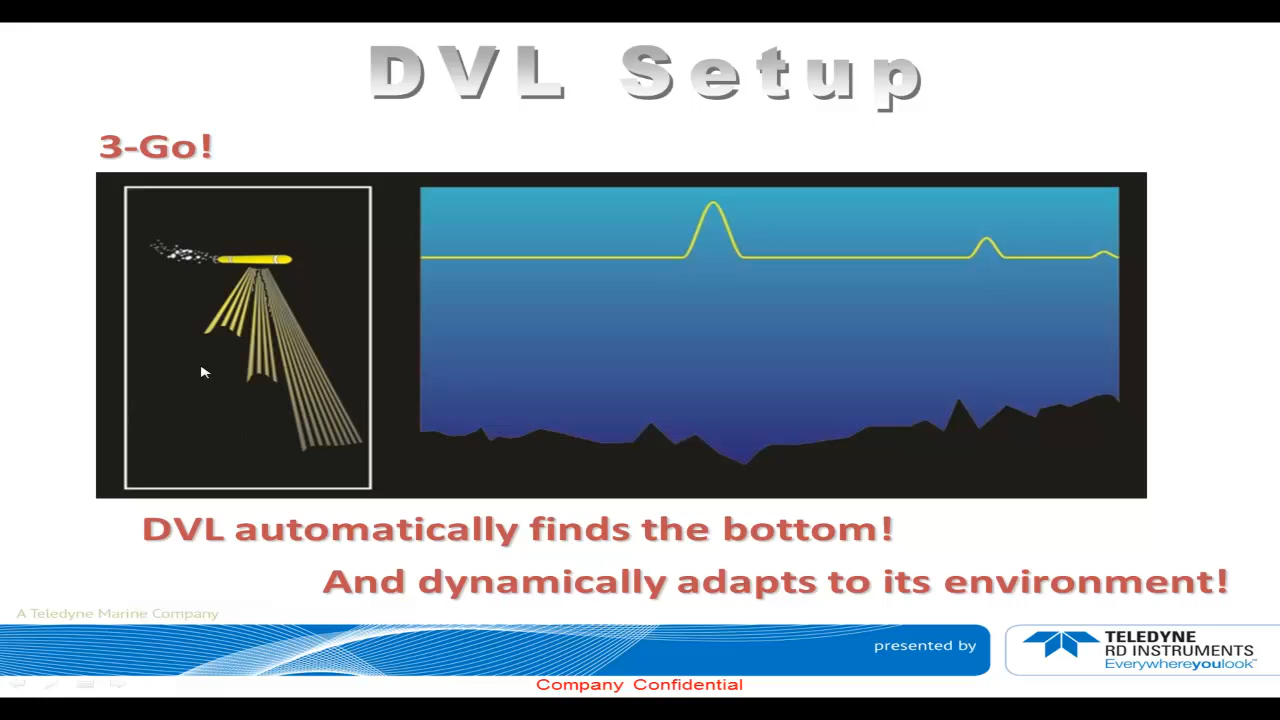 DVL Setup
3-Go!
DVL automatically finds the bottom!
And dynamically adapts to its environment!
A Teledyne Marine Company
presented by
TELEDYNE
RD INSTRUMENTS
Everywhereyoulook™
Company Confidential